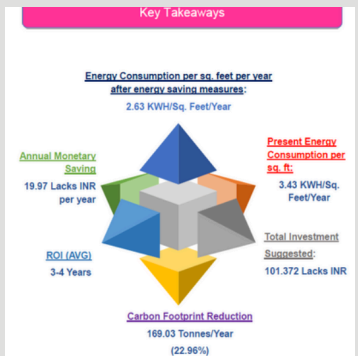 Key Takeaways
Energy Consumption per sq. feet per year
after energy saving measures:
2.63 KWH/Sq. Feet/Year
Annual Monetary
Saving
19.97 Lacks INR
per year
Present Energy
Consumption per
sq. ft:
3.43 KWH/Sq.
Feet/Year
ROI (AVG)
3-4 Years
Total Investment
Suggested:
101.372 Lacks INR
Carbon Footprint Reduction
169.03 Tonnes/Year
(22.96%)